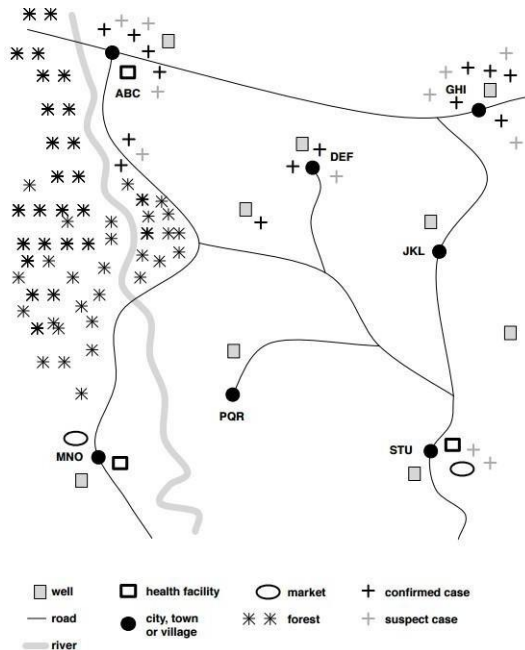 ABC
GHI
DEF
JKL
PQR
MNO
STU
well
health facility
market
confirmed case
road
city, town
or village
forest
suspect case
river